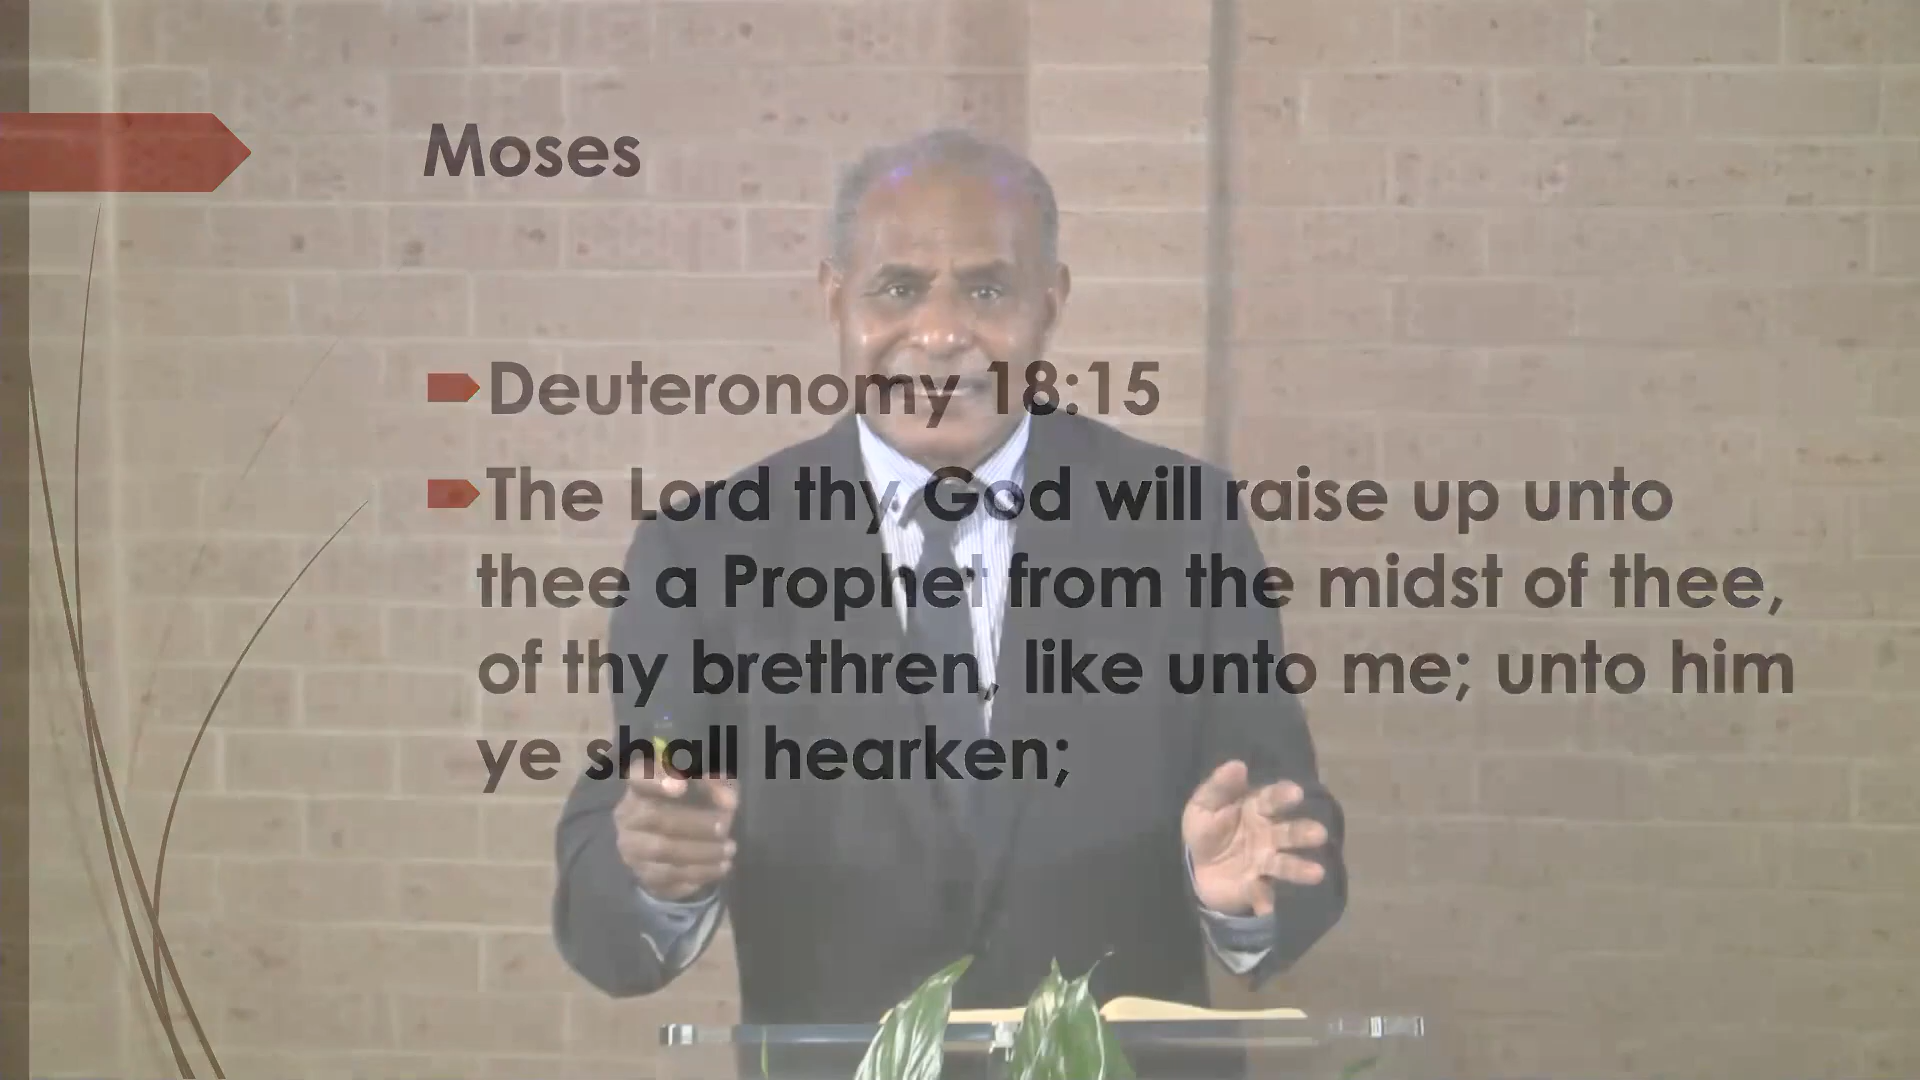 Moses
Deuteronomy 18:15
The Lord thy God will raise up unto
thee a Prophet from the midst of thee,
of thy brethren, like unto me; unto him
ye shall hearken;